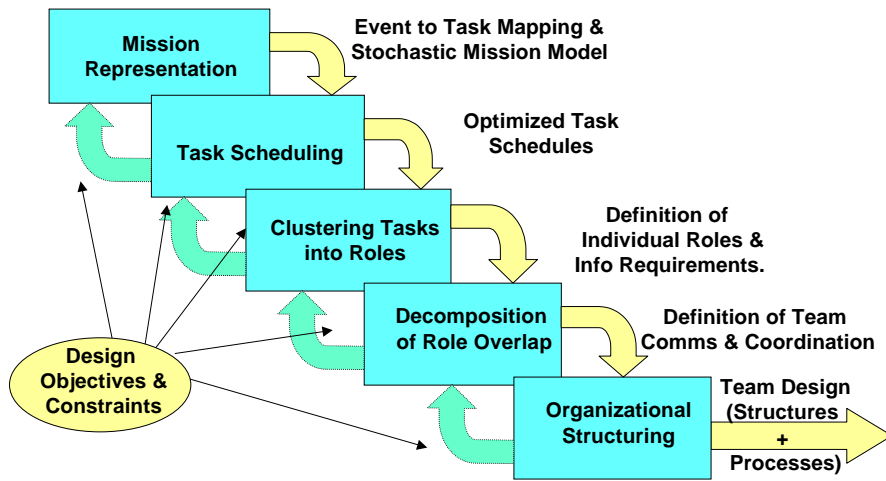 Mission
Representation
Event to Task Mapping &
Stochastic Mission Model
Task Scheduling
Optimized Task
Schedules
Clustering Tasks
into Roles
Definition of
Individual Roles &
Info Requirements.
Decomposition
of Role Overlap
Definition of Team
Comms & Coordination
Design
Objectives &
Constraints
Organizational
Structuring
Team Design
(Structures
+
Processes)